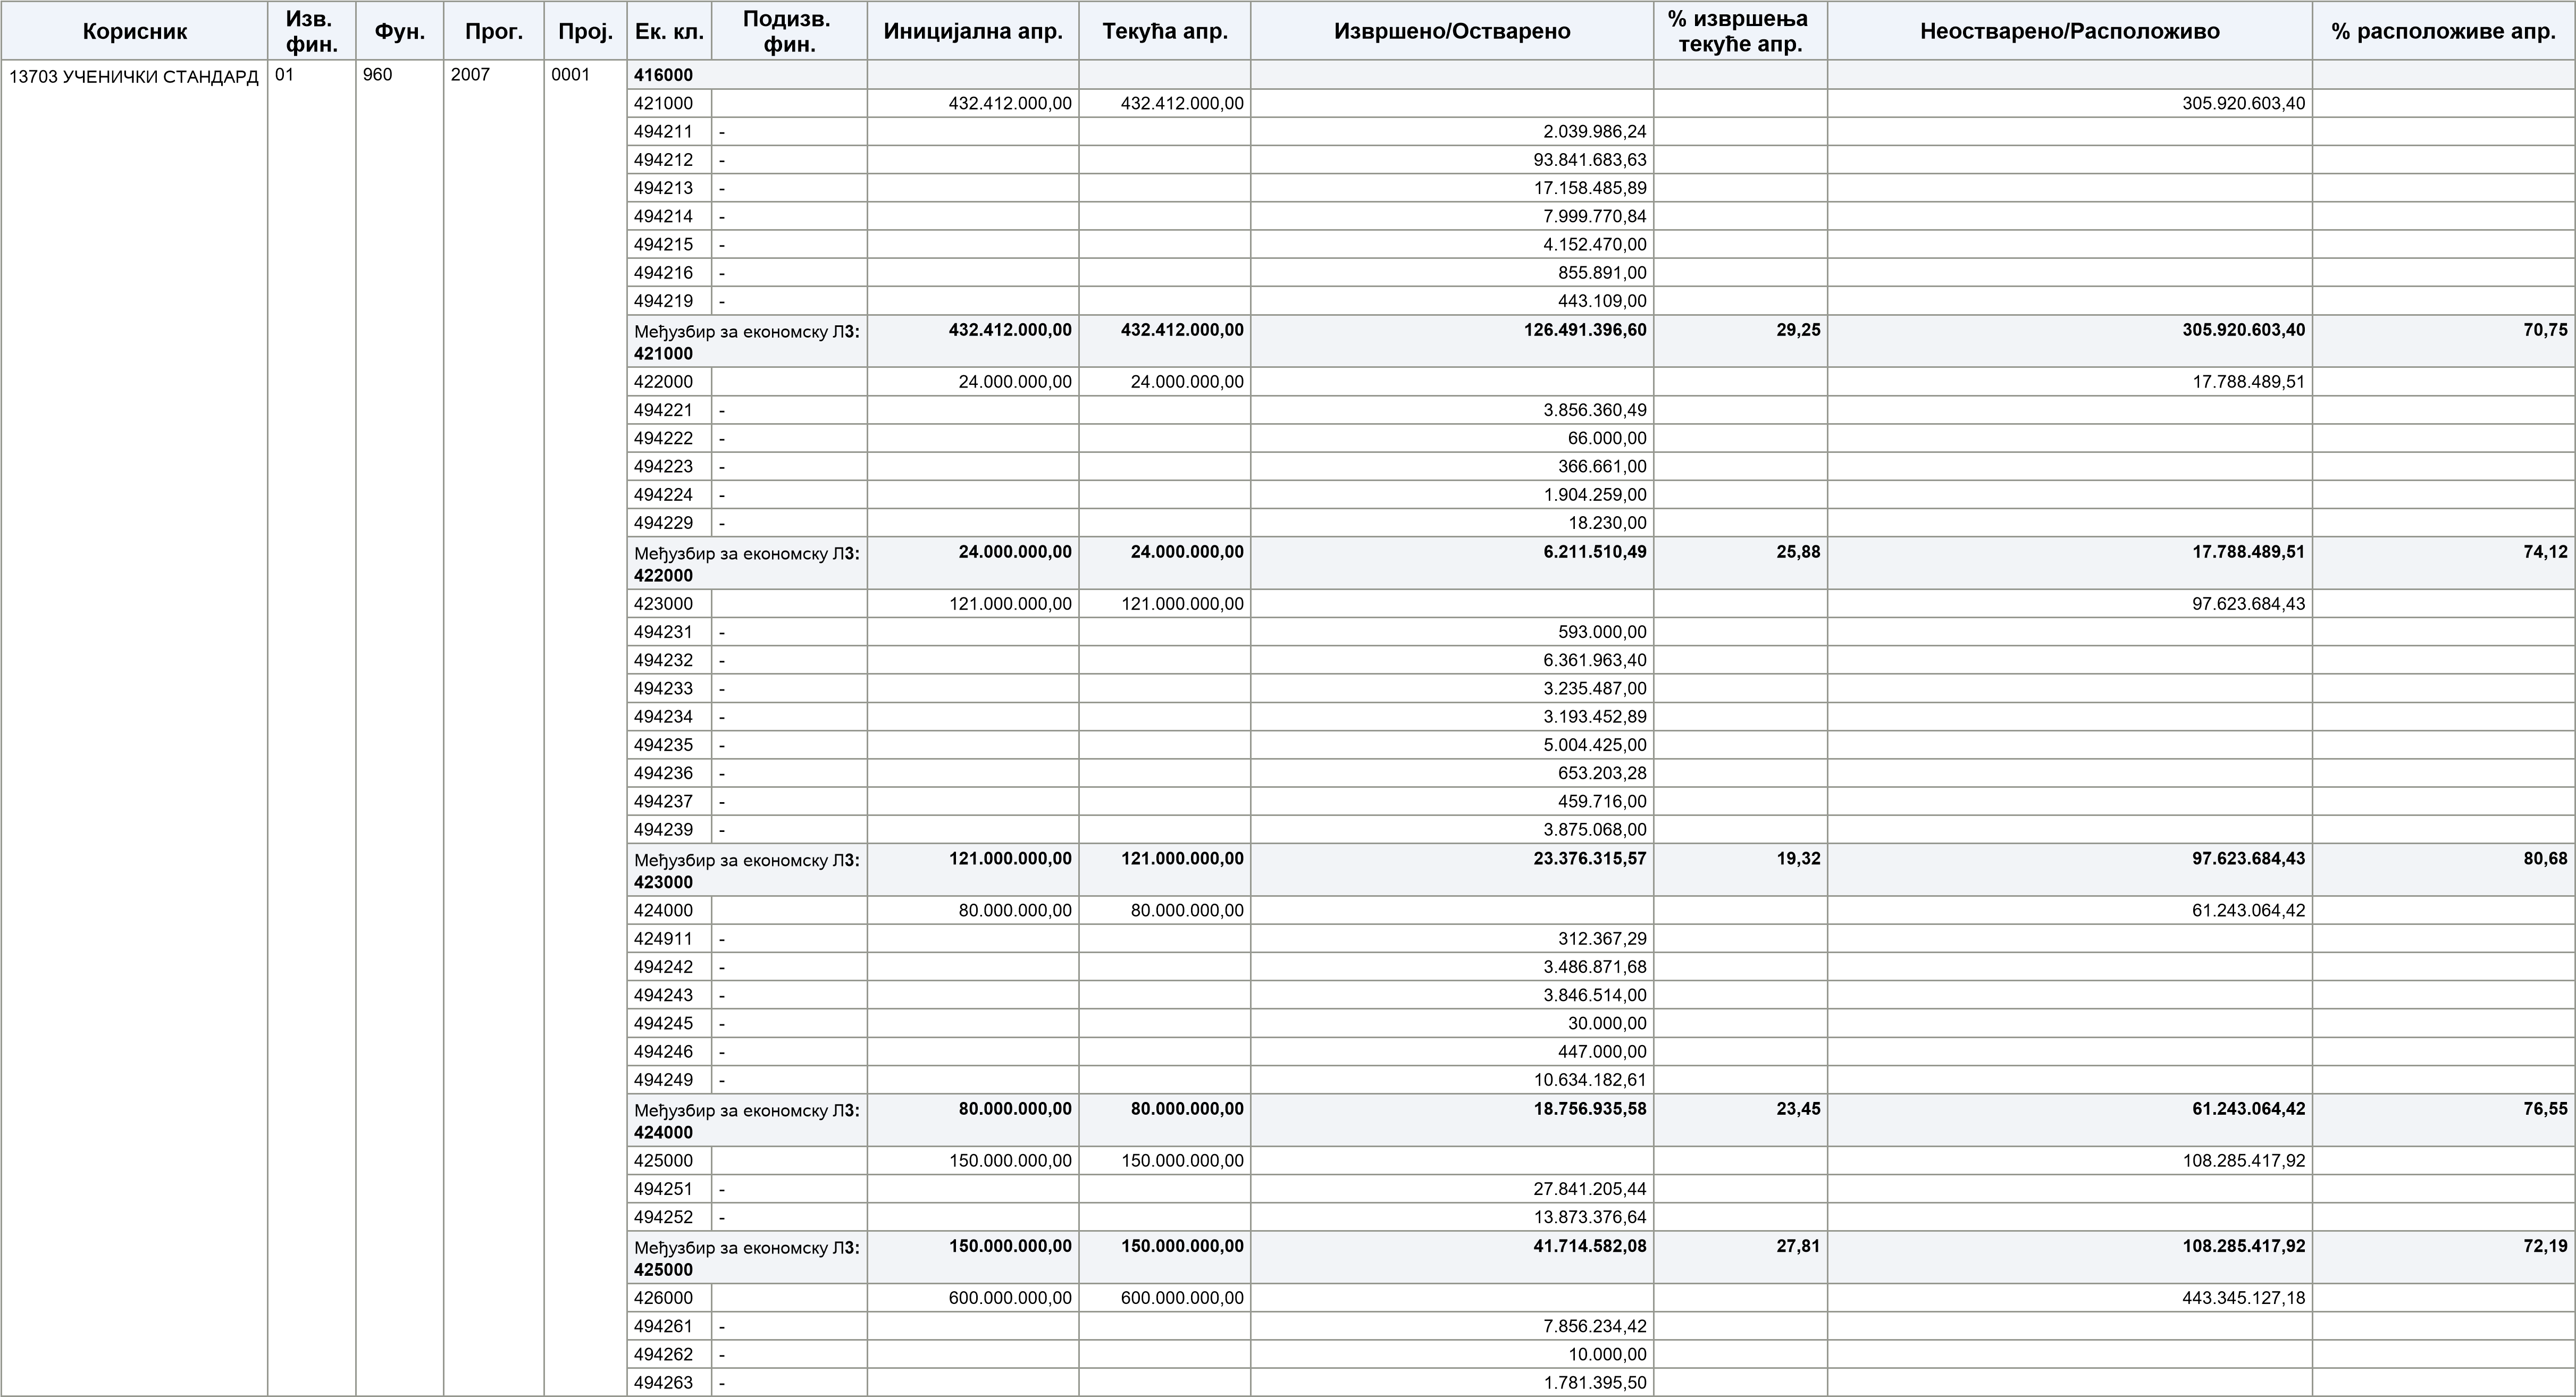 Корисник Изв. фин. Фун. Прог. Прој. Ек. кл. Подизв. фин. Иницијална апр. Текућа апр. Извршено/Остварено % извршења текуће апр. Неостварено/Расположиво % расположиве апр.
13703 УЧЕНИЧКИ СТАНДАРД 01 960 2007 0001 416000
421000 432.412.000,00 432.412.000,00 305.920.603,40
494211 - 2.039.986,24
494212 - 93.841.683,63
494213 - 17.158.485,89
494214 - 7.999.770,84
494215 - 4.152.470,00
494216 - 855.891,00
494219 - 443.109,00
Међузбир за економску Л3: 432.412.000,00 432.412.000,00 126.491.396,60 29,25 305.920.603,40 70,75
421000
422000 24.000.000,00 24.000.000,00 17.788.489,51
494221 - 3.856.360,49
494222 - 66.000,00
494223 - 366.661,00
494224 - 1.904.259,00
494229 - 18.230,00
Међузбир за економску Л3: 24.000.000,00 24.000.000,00 6.211.510,49 25,88 17.788.489,51 74,12
422000
423000 121.000.000,00 121.000.000,00 97.623.684,43
494231 - 593.000,00
494232 - 6.361.963,40
494233 - 3.235.487,00
494234 - 3.193.452,89
494235 - 5.004.425,00
494236 - 653.203,28
494237 - 459.716,00
494239 - 3.875.068,00
Међузбир за економску Л3: 121.000.000,00 121.000.000,00 23.376.315,57 19,32 97.623.684,43 80,68
423000
424000 80.000.000,00 80.000.000,00 61.243.064,42
424911 - 312.367,29
494242 - 3.486.871,68
494243 - 3.846.514,00
494245 - 30.000,00
494246 - 447.000,00
494249 - 10.634.182,61
Међузбир за економску Л3: 80.000.000,00 80.000.000,00 18.756.935,58 23,45 61.243.064,42 76,55
424000
425000 150.000.000,00 150.000.000,00 108.285.417,92
494251 - 27.841.205,44
494252 - 13.873.376,64
Међузбир за економску Л3: 150.000.000,00 150.000.000,00 41.714.582,08 27,81 108.285.417,92 72,19
425000
426000 600.000.000,00 600.000.000,00 443.345.127,18
494261 - 7.856.234,42
494262 - 10.000,00
494263 - 1.781.395,50